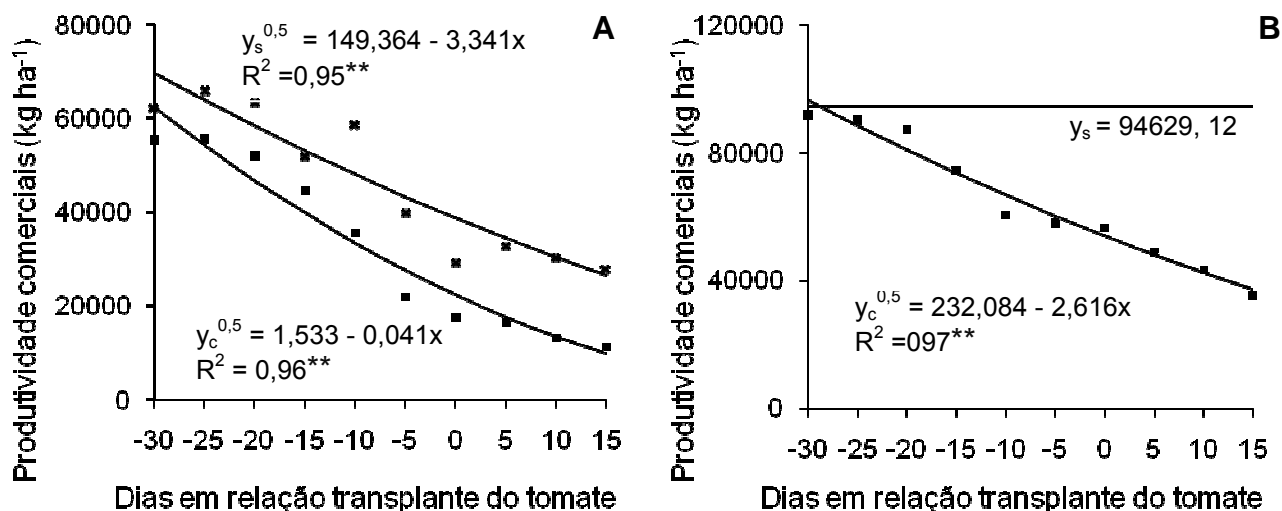 A
Produtividade comerciais (kg ha⁻¹)
80000
60000
40000
20000
0
yₛ⁰,⁵ = 149,364 - 3,341x
R² =0,95**
y꜀⁰,⁵ = 1,533 - 0,041x
R² = 0,96**
-30 -25 -20 -15 -10 -5 0 5 10 15
Dias em relação transplante do tomate
B
Produtividade comerciais (kg ha⁻¹)
120000
80000
40000
0
yₛ = 94629, 12
y꜀⁰,⁵ = 232,084 - 2,616x
R² =097**
-30 -25 -20 -15 -10 -5 0 5 10 15
Dias em relação transplante do tomate